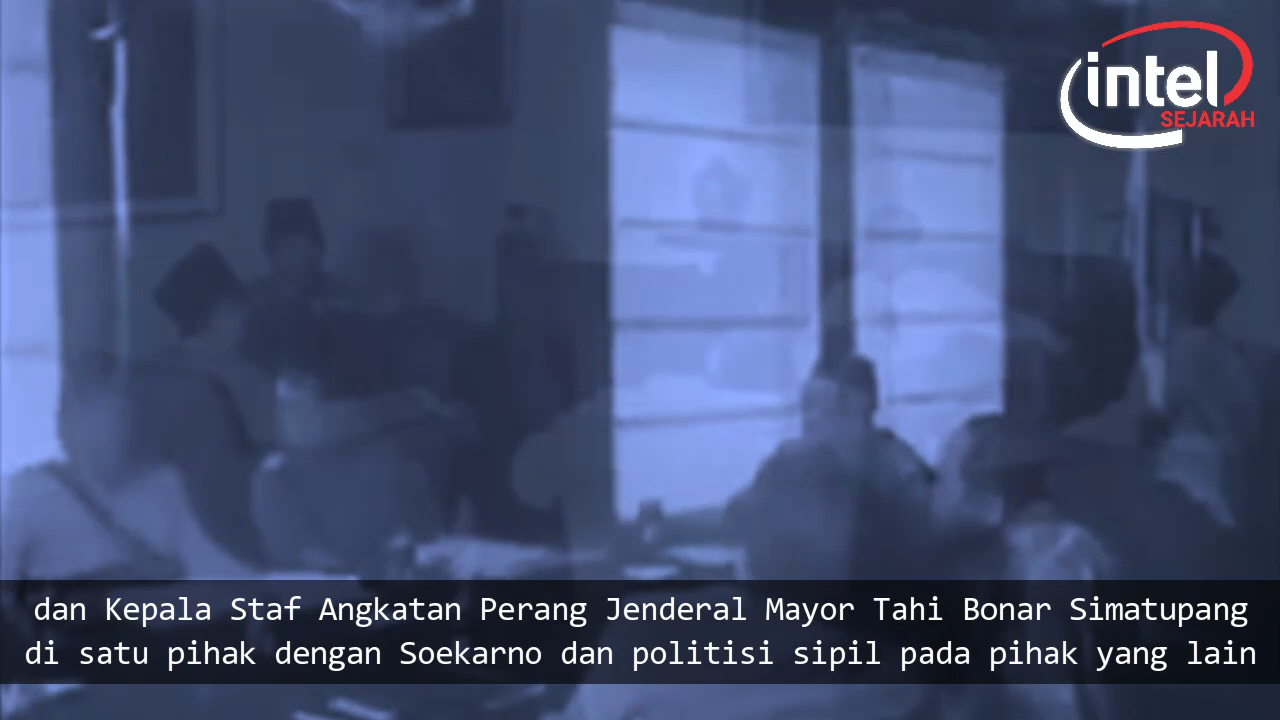 intel
SEJARAH
dan Kepala Staf Angkatan Perang Jenderal Mayor Tahi Bonar Simatupang
di satu pihak dengan Soekarno dan politisi sipil pada pihak yang lain